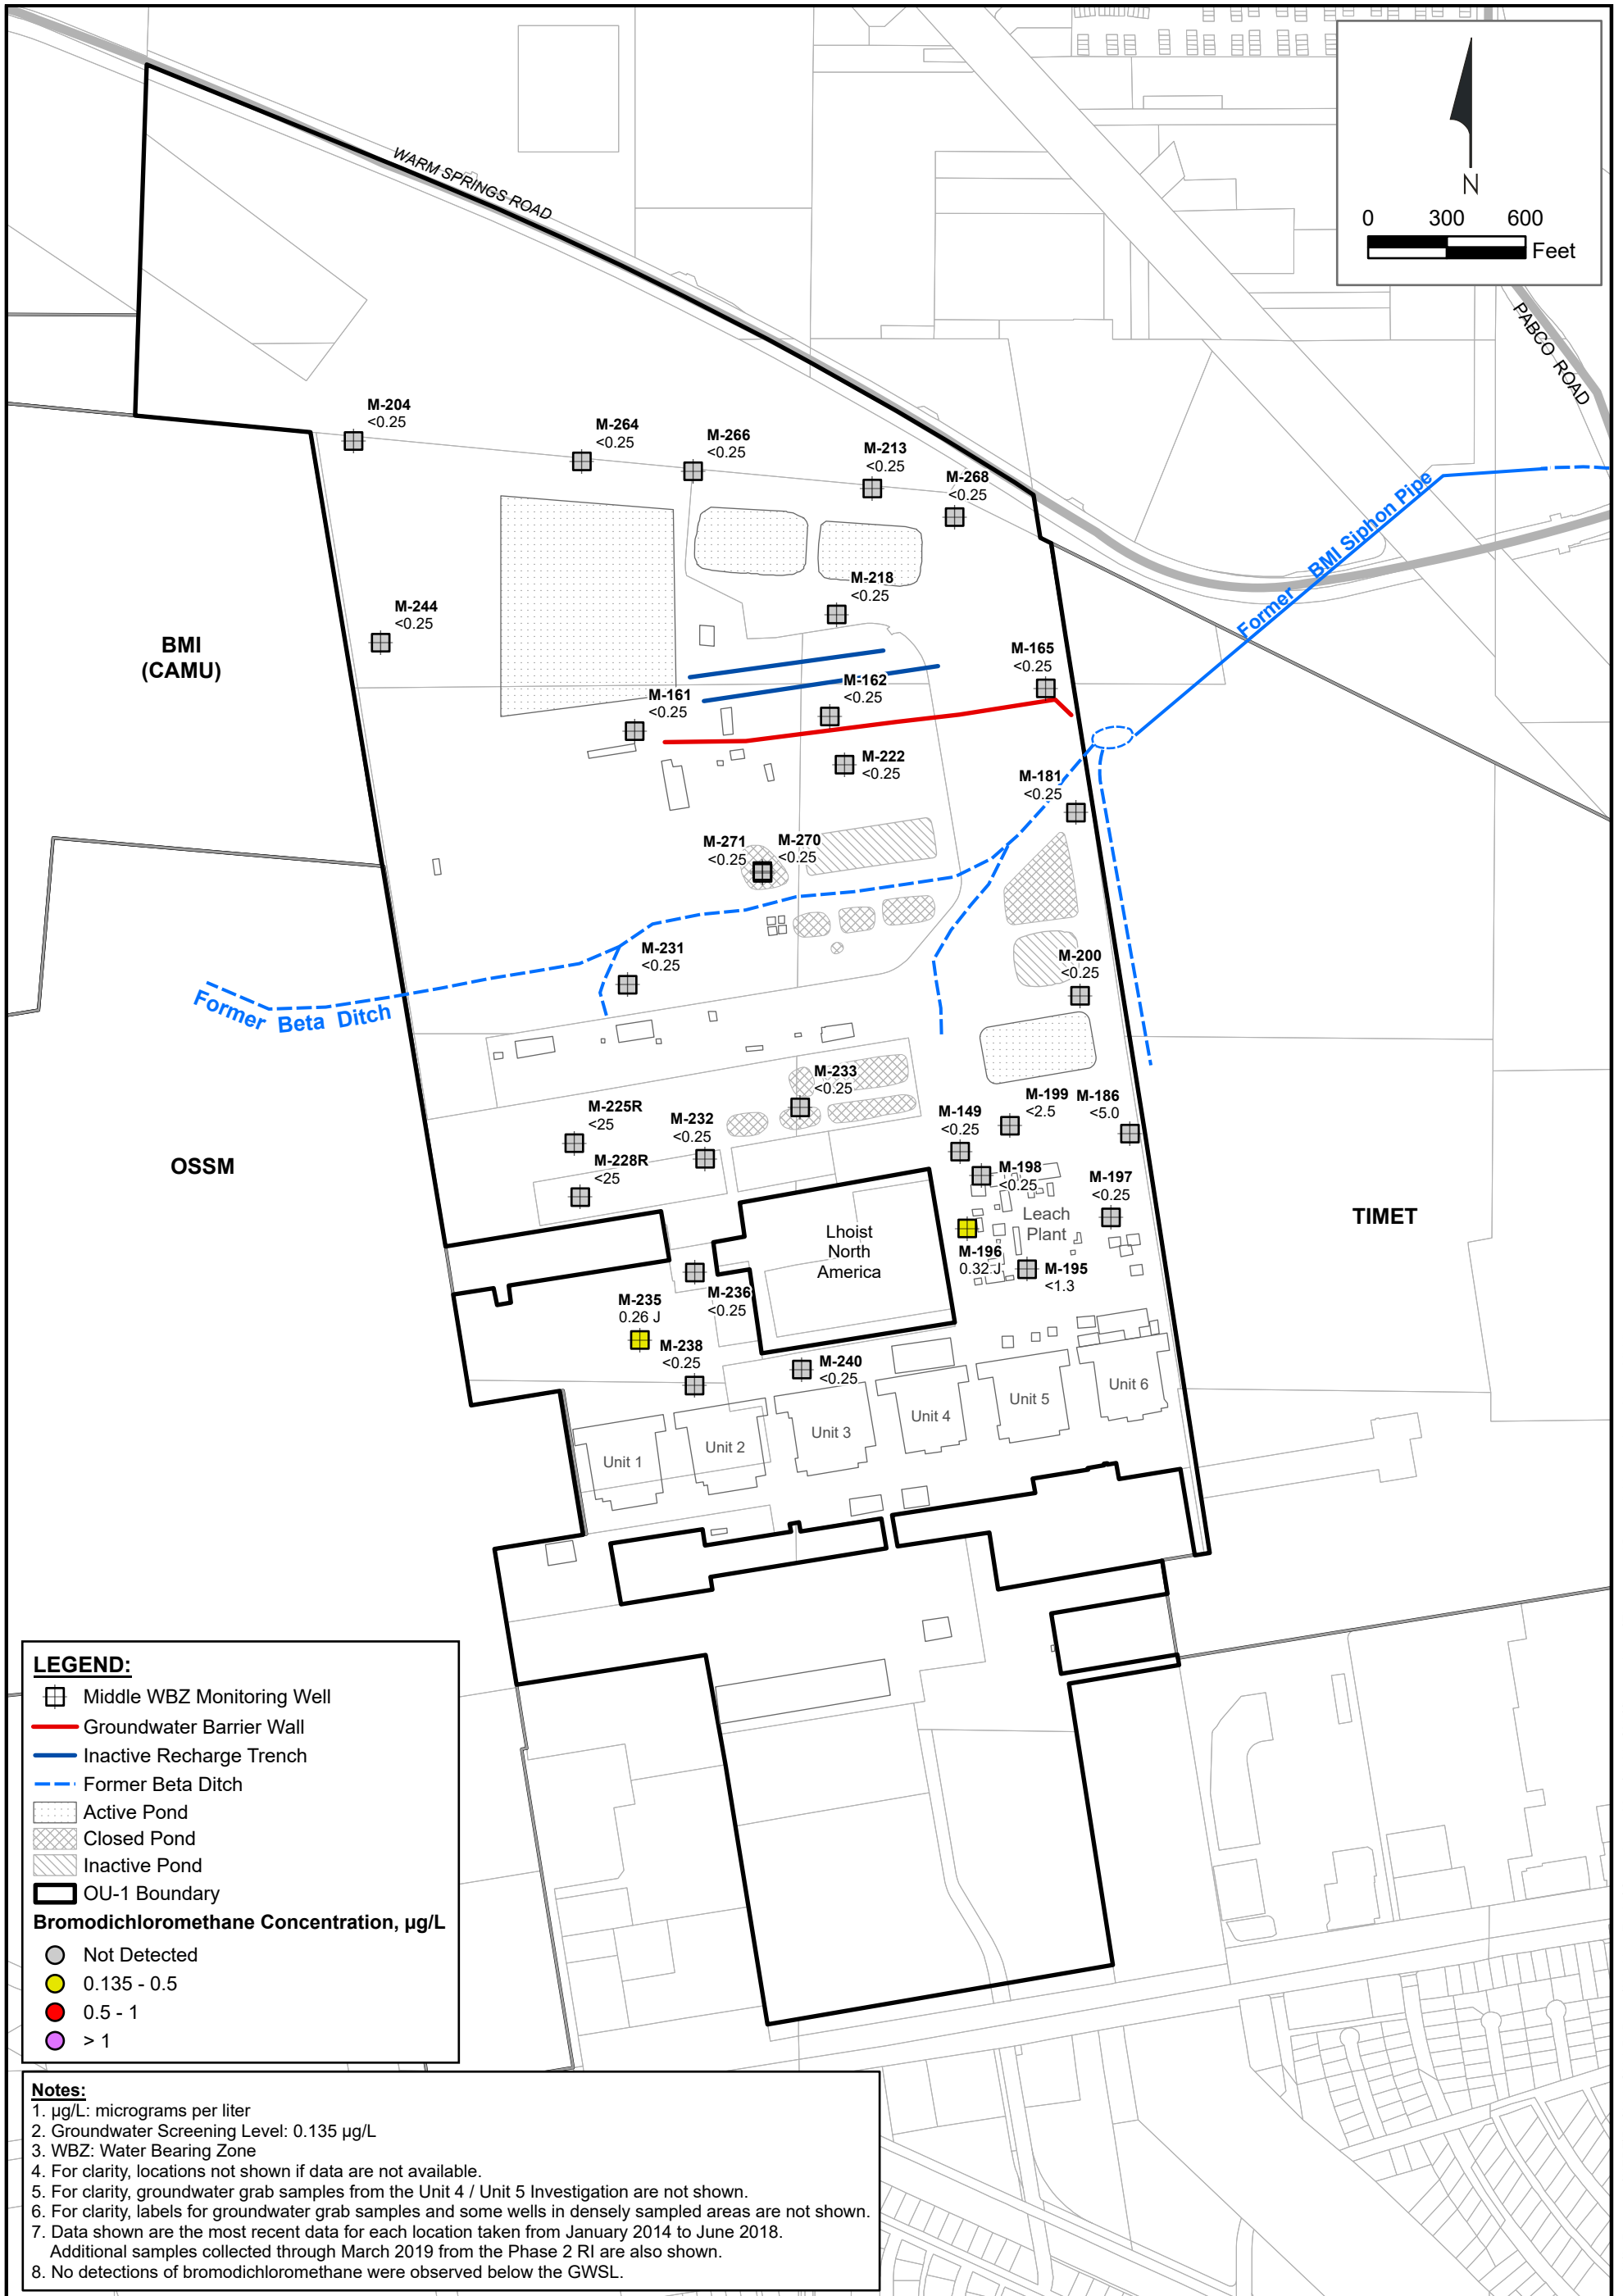 WARM SPRINGS ROAD
N
0 300 600
Feet
PABCO ROAD
M-204
<0.25
M-264
<0.25
M-266
<0.25
M-213
<0.25
M-268
<0.25
Former BMI Siphon Pipe
M-218
<0.25
M-244
<0.25
BMI
(CAMU)
M-165
<0.25
M-161
<0.25
M-162
<0.25
M-222
<0.25
M-181
<0.25
M-271
<0.25
M-270
<0.25
M-231
<0.25
M-200
<0.25
Former Beta Ditch
M-233
<0.25
M-225R
<25
M-232
<0.25
M-149
<0.25
M-199
<2.5
M-186
<5.0
OSSM
M-228R
<25
M-198
<0.25
M-197
<0.25
TIMET
Leach
Plant
Lhoist
North
America
M-196
0.32 J
M-195
<1.3
M-236
<0.25
M-235
0.26 J
M-238
<0.25
M-240
<0.25
Unit 1
Unit 2
Unit 3
Unit 4
Unit 5
Unit 6
LEGEND:
Middle WBZ Monitoring Well
Groundwater Barrier Wall
Inactive Recharge Trench
Former Beta Ditch
Active Pond
Closed Pond
Inactive Pond
OU-1 Boundary
Bromodichloromethane Concentration, µg/L
Not Detected
0.135 - 0.5
0.5 - 1
> 1
Notes:
1. µg/L: micrograms per liter
2. Groundwater Screening Level: 0.135 µg/L
3. WBZ: Water Bearing Zone
4. For clarity, locations not shown if data are not available.
5. For clarity, groundwater grab samples from the Unit 4 / Unit 5 Investigation are not shown.
6. For clarity, labels for groundwater grab samples and some wells in densely sampled areas are not shown.
7. Data shown are the most recent data for each location taken from January 2014 to June 2018.
Additional samples collected through March 2019 from the Phase 2 RI are also shown.
8. No detections of bromodichloromethane were observed below the GWSL.